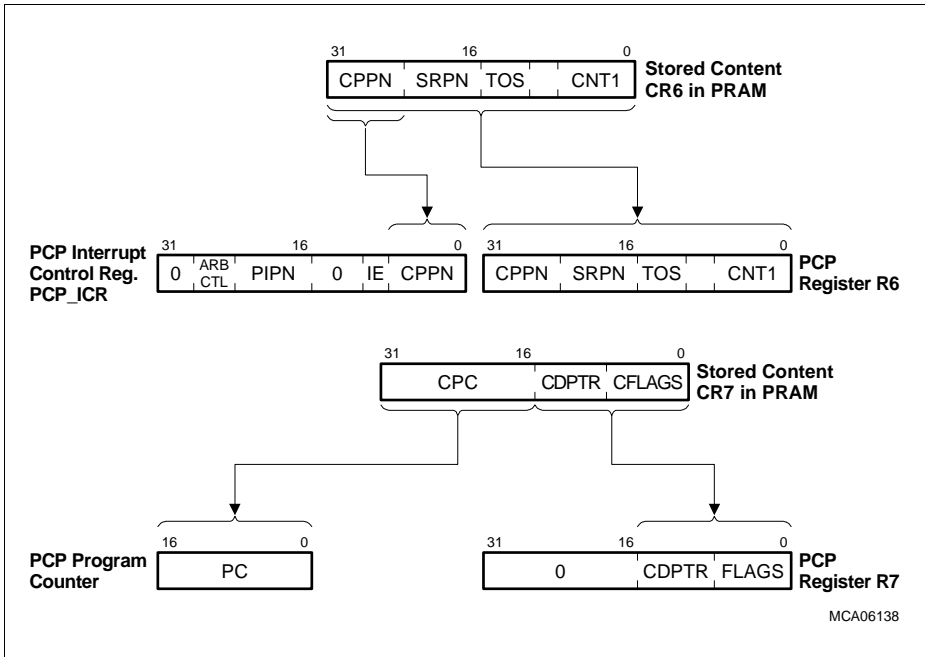 31 16 0
CPPN SRPN TOS CNT1
Stored Content
CR6 in PRAM
PCP Interrupt
Control Reg.
PCP_ICR
31 16 0
0 ARB CTL PIPN 0 IE CPPN
31 16 0
CPPN SRPN TOS CNT1
PCP
Register R6
31 16 0
CPC CDPTR CFLAGS
Stored Content
CR7 in PRAM
PCP Program
Counter
16 0
PC
31 16 0
0 CDPTR FLAGS
PCP
Register R7
MCA06138